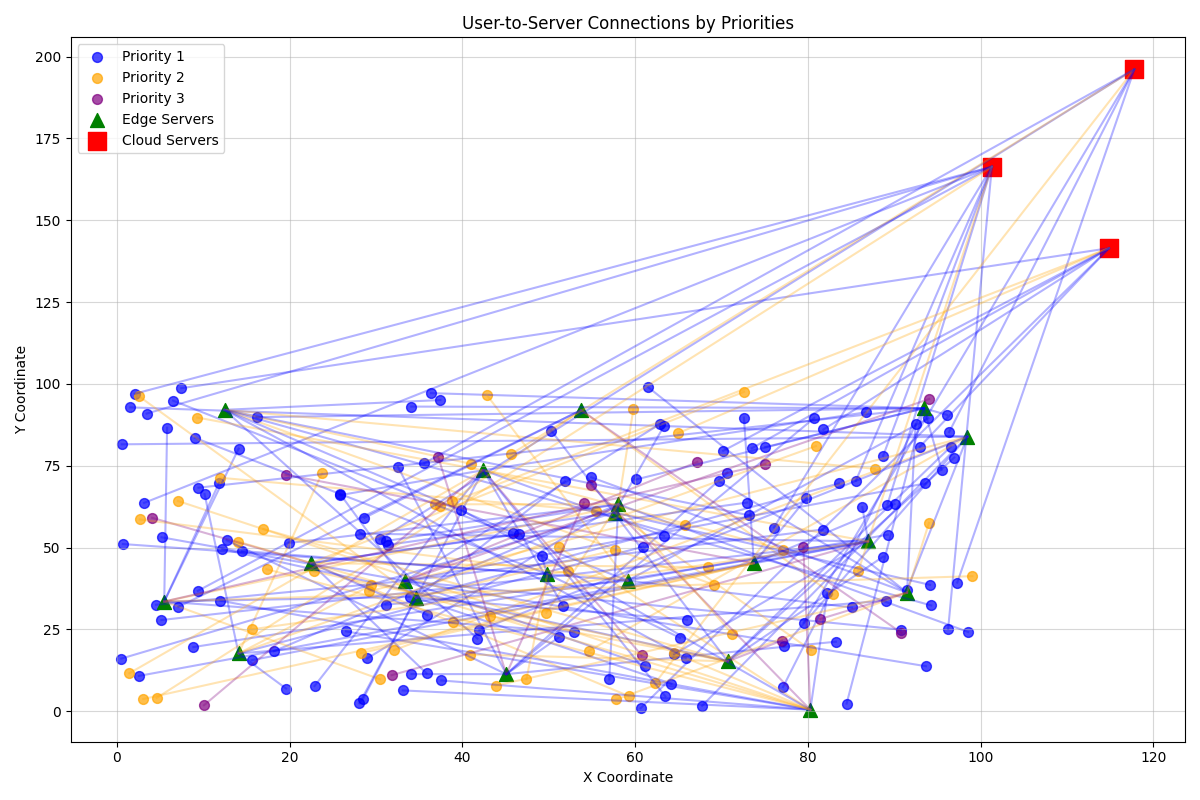 User-to-Server Connections by Priorities
Priority 1
Priority 2
Priority 3
Edge Servers
Cloud Servers
Y Coordinate
200
175
150
125
100
75
50
25
0
0 20 40 60 80 100 120
X Coordinate